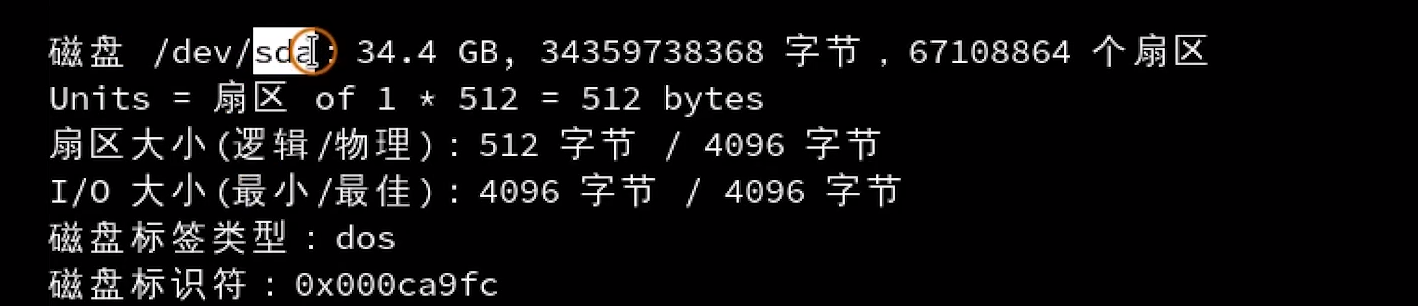 磁盘 /dev/sda：34.4 GB, 34359738368 字节，67108864 个扇区
Units = 扇区 of 1 * 512 = 512 bytes
扇区大小(逻辑/物理)：512 字节 / 4096 字节
I/O 大小(最小/最佳)：4096 字节 / 4096 字节
磁盘标签类型：dos
磁盘标识符：0x000ca9fc